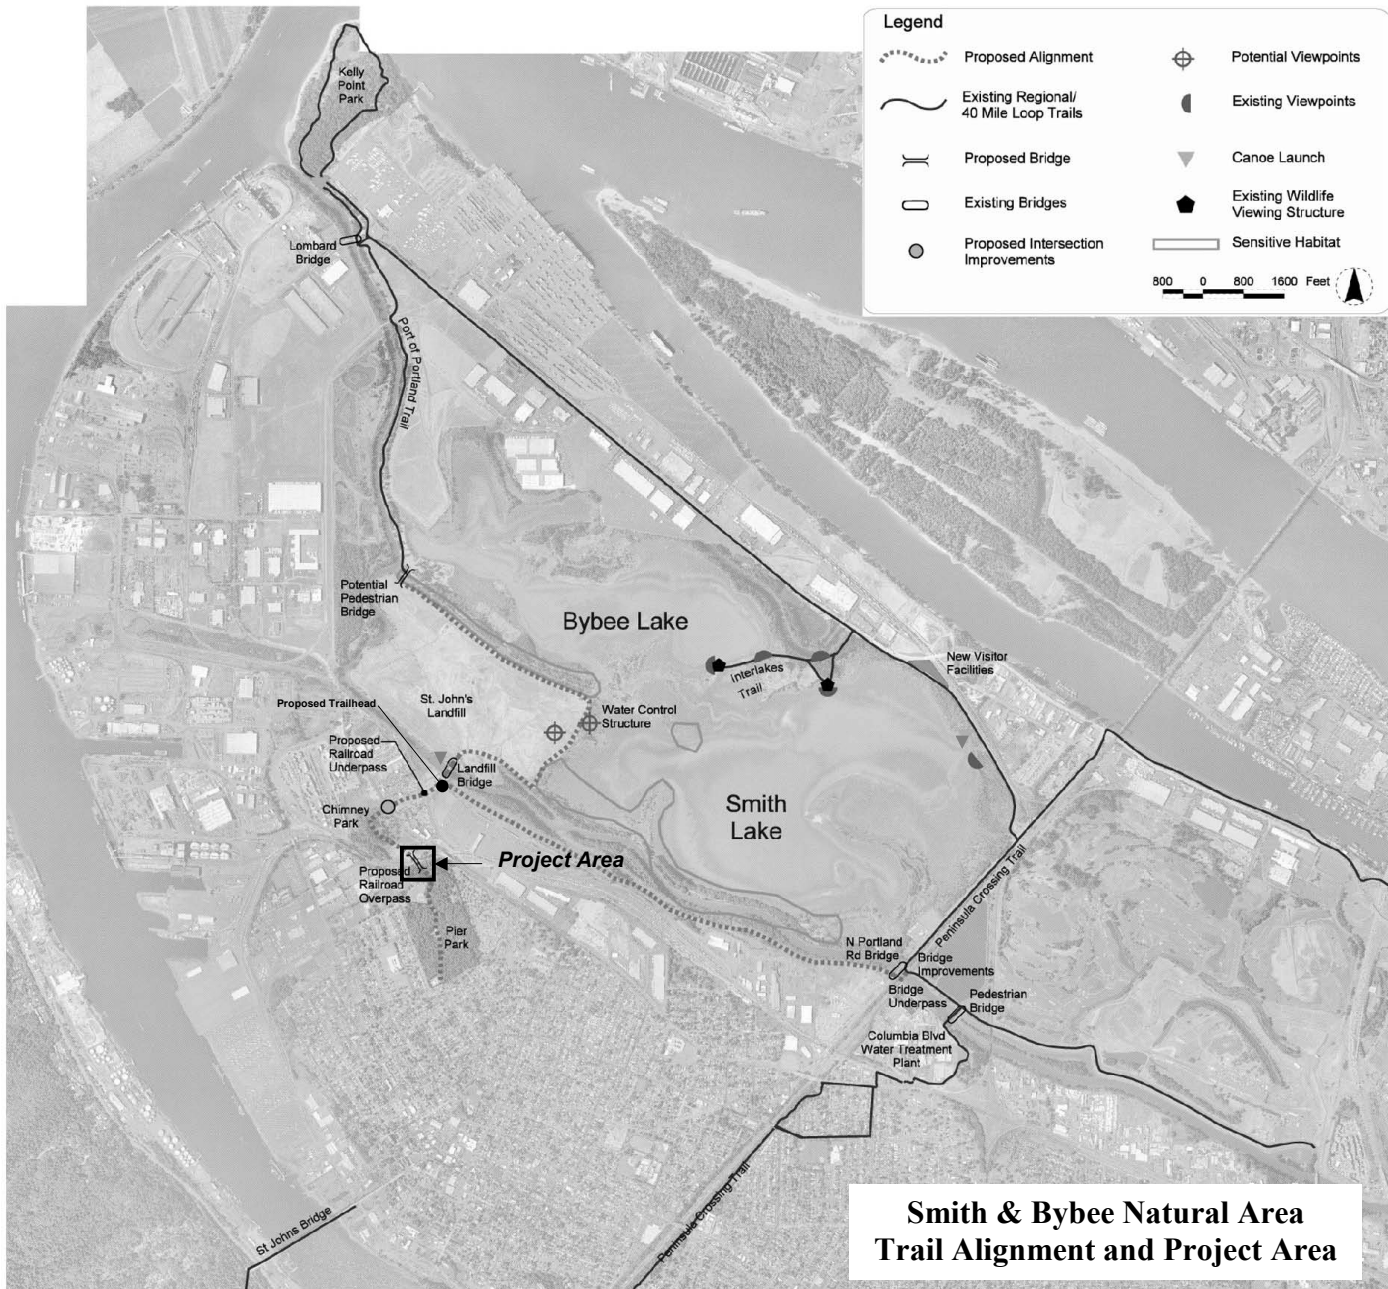 Legend
Proposed Alignment
Existing Regional/
40 Mile Loop Trails
Proposed Bridge
Existing Bridges
Proposed Intersection
Improvements
Potential Viewpoints
Existing Viewpoints
Canoe Launch
Existing Wildlife
Viewing Structure
Sensitive Habitat
800 0 800 1600 Feet
Kelly
Point
Park
Lombard
Bridge
Port of Portland Trail
Potential
Pedestrian
Bridge
Bybee Lake
Interlakes
Trail
New Visitor
Facilities
St. John's
Landfill
Water Control
Structure
Proposed Trailhead
Proposed
Railroad
Underpass
Landfill
Bridge
Chimney
Park
Smith
Lake
Project Area
Proposed
Railroad
Overpass
Pier
Park
Peninsula Crossing Trail
N Portland
Rd Bridge
Bridge
Improvements
Bridge
Underpass
Pedestrian
Bridge
Columbia Blvd
Water Treatment
Plant
Peninsula Crossing Trail
St Johns Bridge
Smith & Bybee Natural Area
Trail Alignment and Project Area